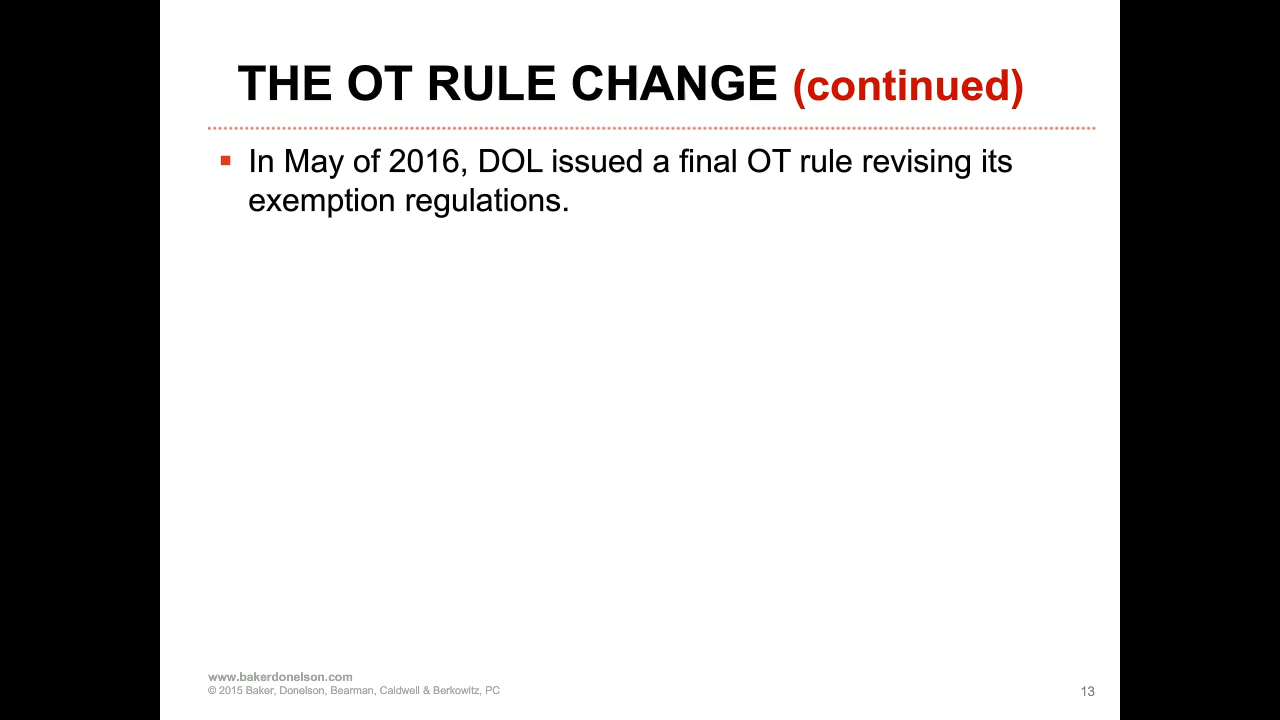 THE OT RULE CHANGE (continued)
▪ In May of 2016, DOL issued a final OT rule revising its
exemption regulations.
www.bakerdonelson.com
© 2015 Baker, Donelson, Bearman, Caldwell & Berkowitz, PC
13